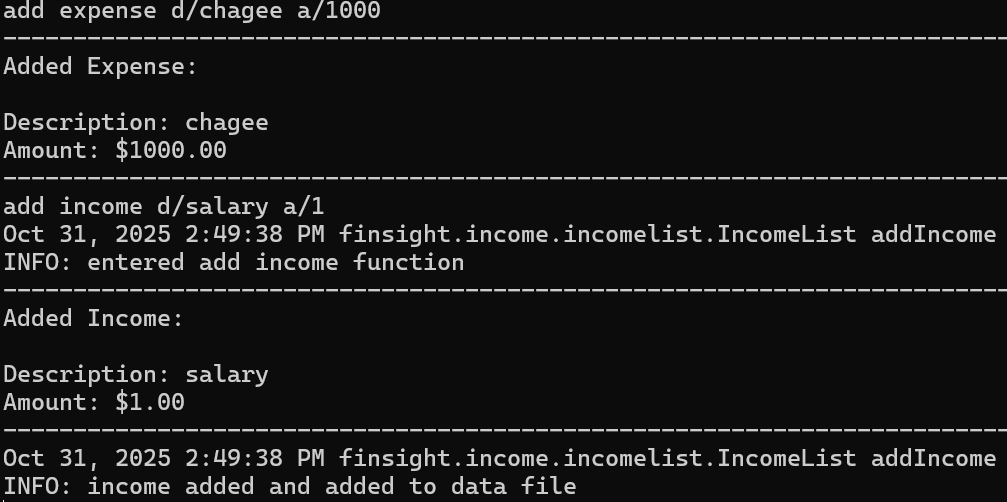 add expense d/chagee a/1000
------------------------------------------------------------------------
Added Expense:
Description: chagee
Amount: $1000.00
------------------------------------------------------------------------
add income d/salary a/1
Oct 31, 2025 2:49:38 PM finsight.income.incomelist.IncomeList addIncome
INFO: entered add income function
------------------------------------------------------------------------
Added Income:
Description: salary
Amount: $1.00
------------------------------------------------------------------------
Oct 31, 2025 2:49:38 PM finsight.income.incomelist.IncomeList addIncome
INFO: income added and added to data file